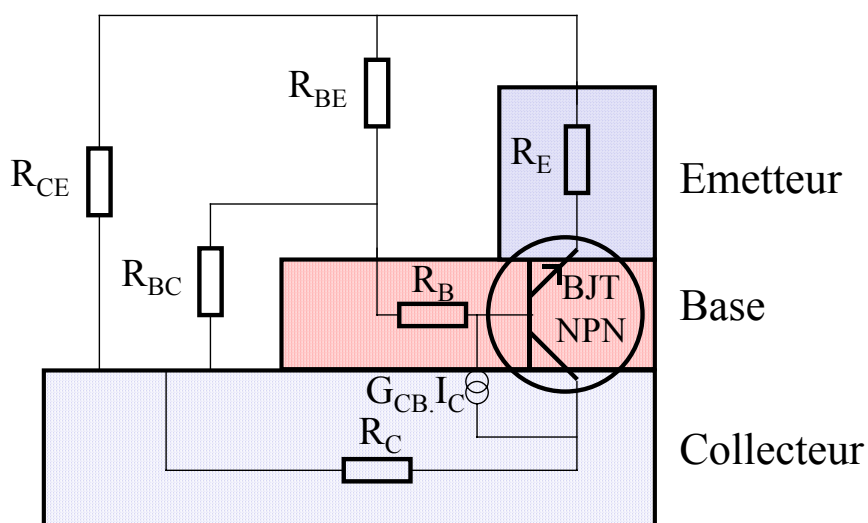 R_BE
R_E
R_CE
Emetteur
R_BC
R_B
BJT
NPN
Base
G_CB.I_C
R_C
Collecteur